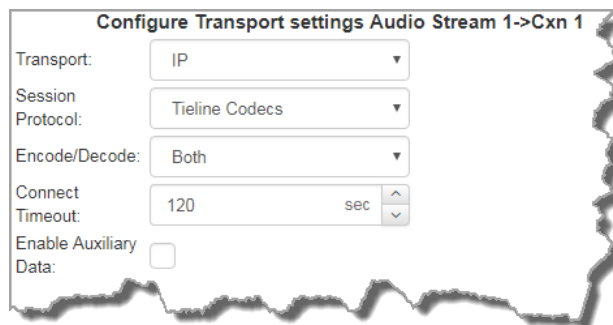 Configure Transport settings Audio Stream 1->Cxn 1
Transport: IP
Session
Protocol: Tieline Codecs
Encode/Decode: Both
Connect
Timeout: 120 sec
Enable Auxiliary
Data: